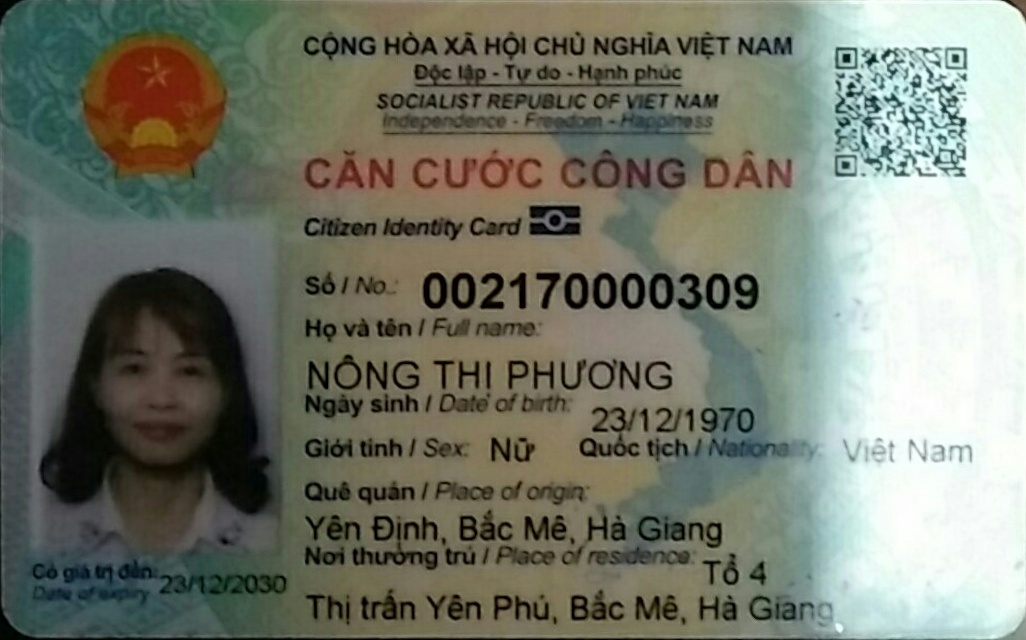 CỘNG HÒA XÃ HỘI CHỦ NGHĨA VIỆT NAM
Độc lập - Tự do - Hạnh phúc
SOCIALIST REPUBLIC OF VIET NAM
Independence - Freedom - Happiness
CĂN CƯỚC CÔNG DÂN
Citizen Identity Card
Số / No.: 002170000309
Họ và tên / Full name:
NÔNG THỊ PHƯƠNG
Ngày sinh / Date of birth: 23/12/1970
Giới tính / Sex: Nữ Quốc tịch / Nationality: Việt Nam
Quê quán / Place of origin:
Yên Định, Bắc Mê, Hà Giang
Nơi thường trú / Place of residence: Tổ 4
Thị trấn Yên Phú, Bắc Mê, Hà Giang
Có giá trị đến: 23/12/2030
Date of expiry